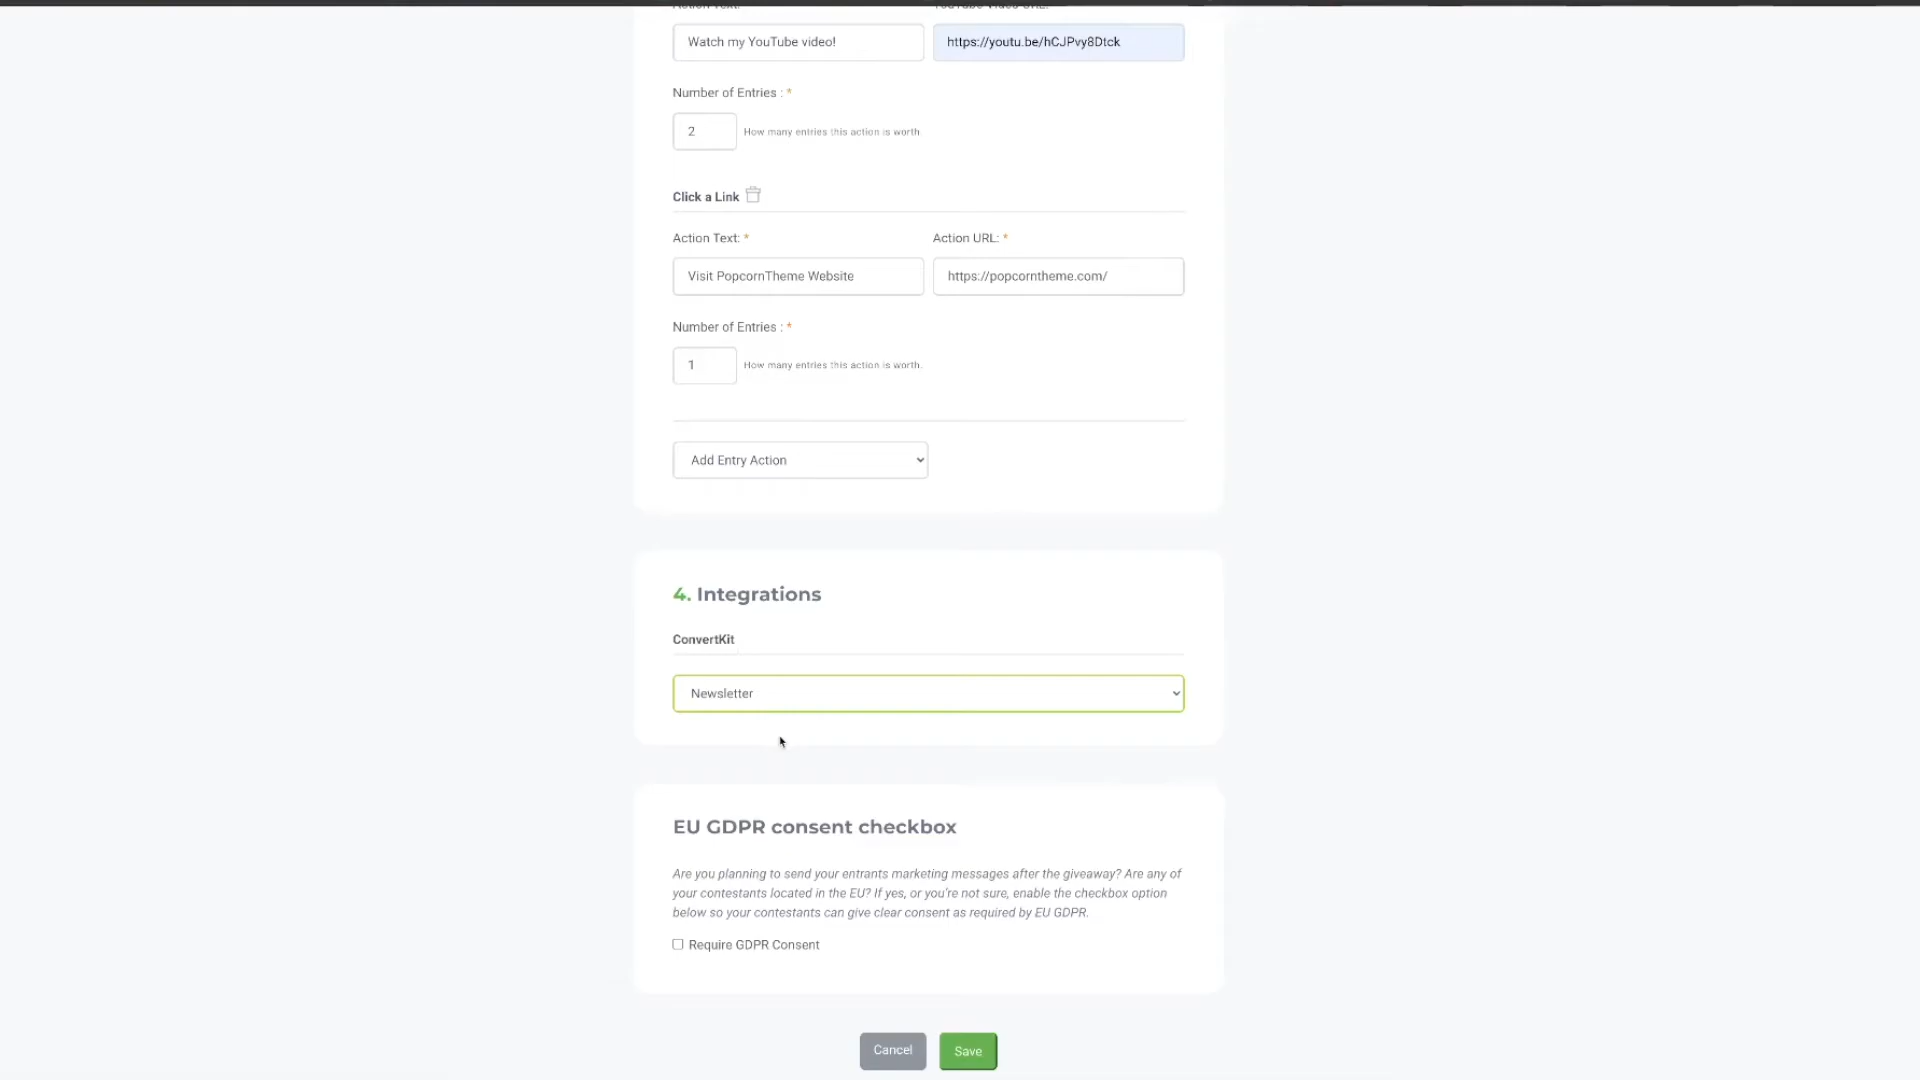 Action Text: YouTube Video URL:
Watch my YouTube video! https://youtu.be/hCJPvy8Dtck
Number of Entries : *
2 How many entries this action is worth.
Click a Link
Action Text: * Action URL: *
Visit PopcornTheme Website https://popcorntheme.com/
Number of Entries : *
1 How many entries this action is worth.
Add Entry Action
4. Integrations
ConvertKit
Newsletter
EU GDPR consent checkbox
Are you planning to send your entrants marketing messages after the giveaway? Are any of
your contestants located in the EU? If yes, or you're not sure, enable the checkbox option
below so your contestants can give clear consent as required by EU GDPR.
Require GDPR Consent
Cancel Save